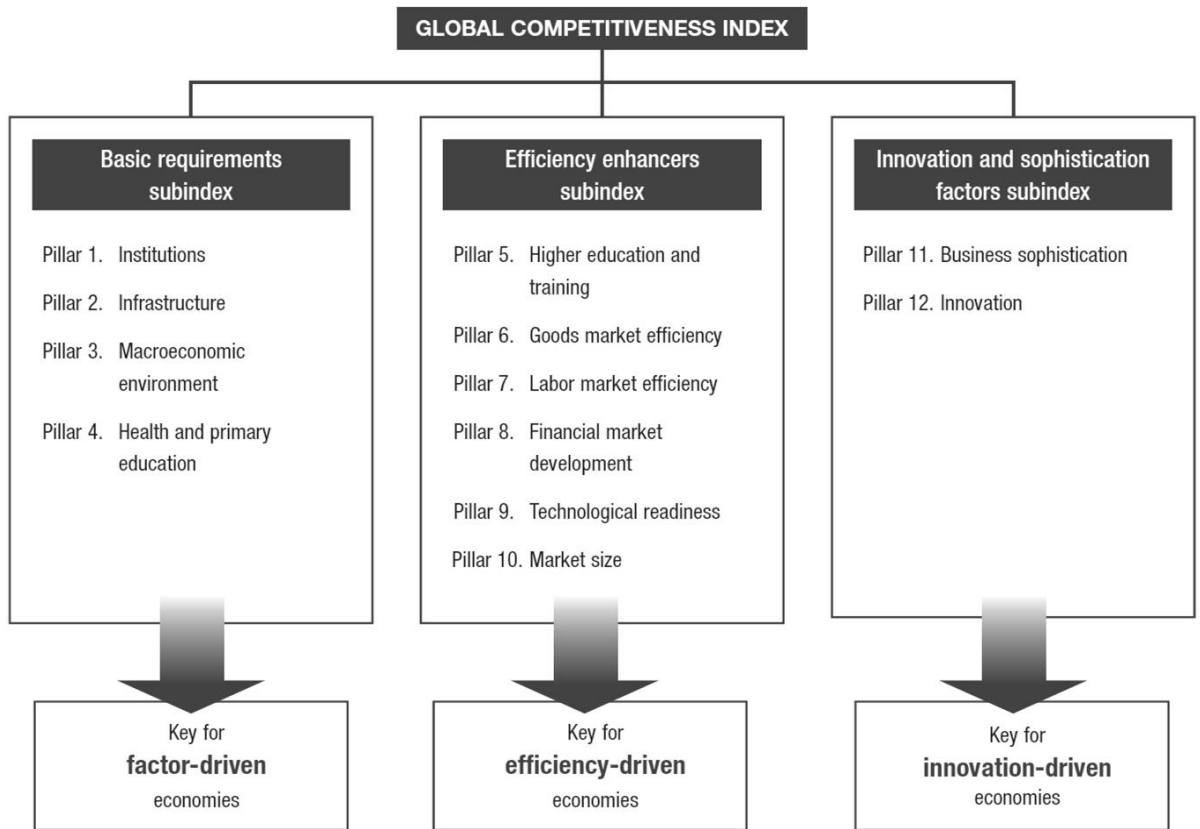 GLOBAL COMPETITIVENESS INDEX
Basic requirements
subindex
Pillar 1. Institutions
Pillar 2. Infrastructure
Pillar 3. Macroeconomic
environment
Pillar 4. Health and primary
education
Key for
factor-driven
economies
Efficiency enhancers
subindex
Pillar 5. Higher education and
training
Pillar 6. Goods market efficiency
Pillar 7. Labor market efficiency
Pillar 8. Financial market
development
Pillar 9. Technological readiness
Pillar 10. Market size
Key for
efficiency-driven
economies
Innovation and sophistication
factors subindex
Pillar 11. Business sophistication
Pillar 12. Innovation
Key for
innovation-driven
economies